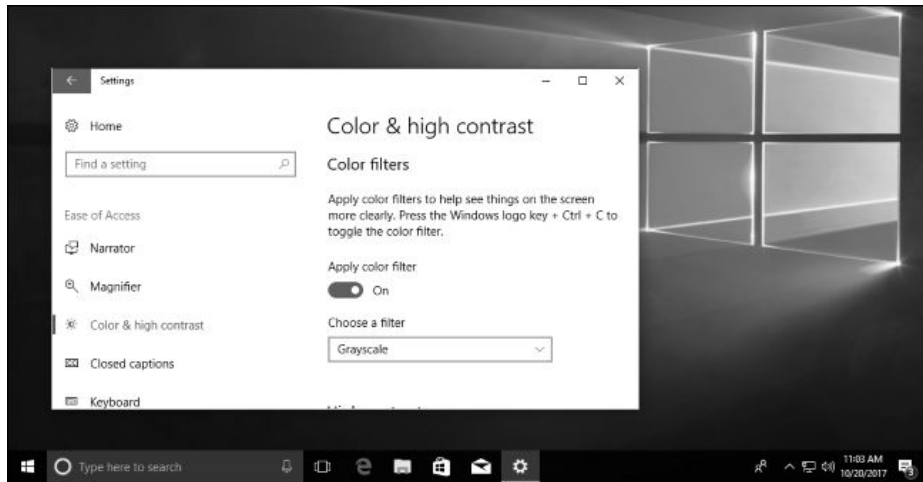 Settings
Home
Find a setting
Ease of Access
Narrator
Magnifier
Color & high contrast
Closed captions
Keyboard
Color & high contrast
Color filters
Apply color filters to help see things on the screen
more clearly. Press the Windows logo key + Ctrl + C to
toggle the color filter.
Apply color filter
On
Choose a filter
Grayscale
Type here to search
11:03 AM
10/20/2017
3